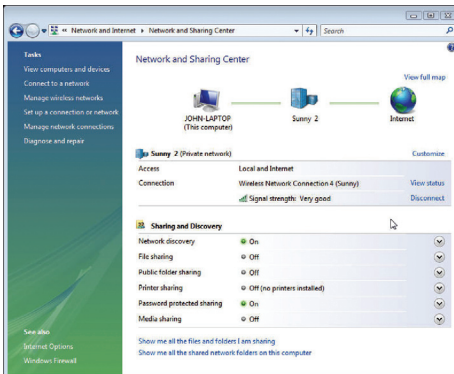 « Network and Internet ▸ Network and Sharing Center
Search
Tasks
View computers and devices
Connect to a network
Manage wireless networks
Set up a connection or network
Manage network connections
Diagnose and repair
See also
Internet Options
Windows Firewall
Network and Sharing Center
View full map
JOHN-LAPTOP
(This computer)
Sunny 2
Internet
Sunny 2 (Private network)
Customize
Access Local and Internet
Connection Wireless Network Connection 4 (Sunny) View status
Signal strength: Very good Disconnect
Sharing and Discovery
Network discovery On
File sharing Off
Public folder sharing Off
Printer sharing Off (no printers installed)
Password protected sharing On
Media sharing Off
Show me all the files and folders I am sharing
Show me all the shared network folders on this computer